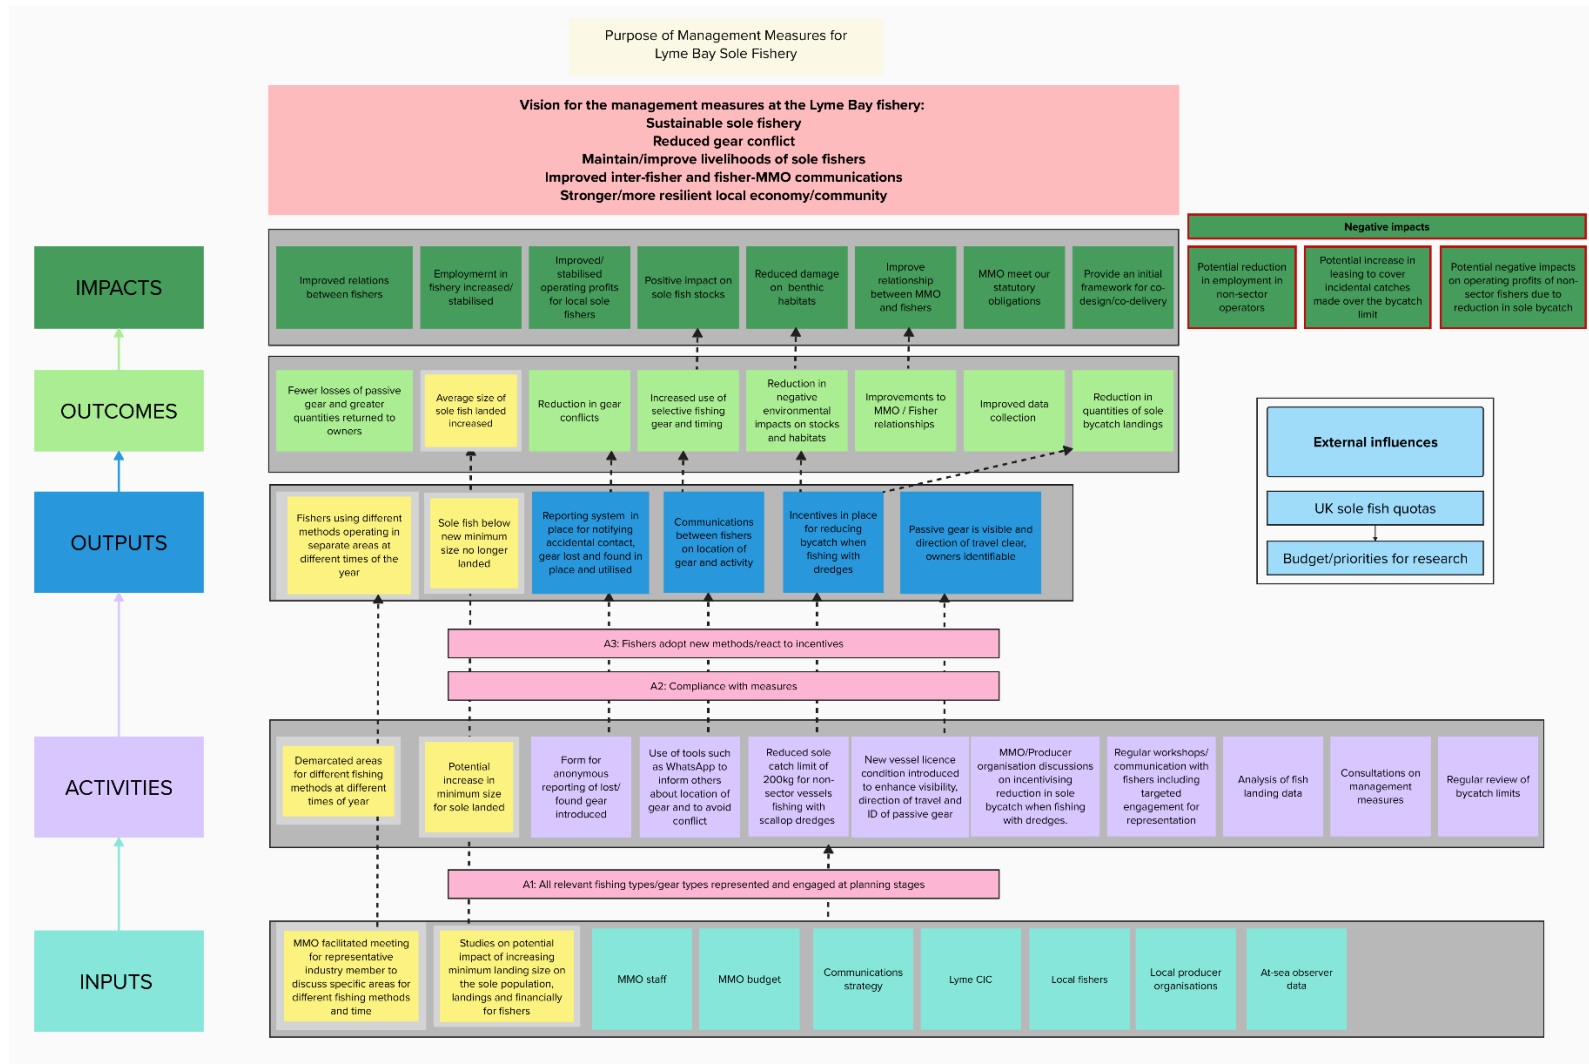 Purpose of Management Measures for
Lyme Bay Sole Fishery
Vision for the management measures at the Lyme Bay fishery:
Sustainable sole fishery
Reduced gear conflict
Maintain/improve livelihoods of sole fishers
Improved inter-fisher and fisher-MMO communications
Stronger/more resilient local economy/community
Negative impacts
IMPACTS
Improved relations
between fishers
Employmernt in
fishery increased/
stabilised
Improved/
stabilised
operating profits
for local sole
fishers
Positive impact on
sole fish stocks
Reduced damage
on benthic
habitats
Improve
relationship
between MMO
and fishers
MMO meet our
statutory
obligations
Provide an initial
framework for co-
design/co-delivery
Potential reduction
in employment in
non-sector
operators
Potential increase in
leasing to cover
incidental catches
made over the bycatch
limit
Potential negative impacts
on operating profits of non-
sector fishers due to
reduction in sole bycatch
OUTCOMES
Fewer losses of passive
gear and greater
quantities returned to
owners
Average size of
sole fish landed
increased
Reduction in gear
conflicts
Increased use of
selective fishing
gear and timing
Reduction in
negative
environmental
impacts on stocks
and habitats
Improvements to
MMO / Fisher
relationships
Improved data
collection
Reduction in
quantities of sole
bycatch landings
External influences
UK sole fish quotas
Budget/priorities for research
OUTPUTS
Fishers using different
methods operating in
separate areas at
different times of the
year
Sole fish below
new minimum
size no longer
landed
Reporting system in
place for notifying
accidental contact,
gear lost and found in
place and utilised
Communications
between fishers
on location of
gear and activity
Incentives in place
for reducing
bycatch when
fishing with
dredges
Passive gear is visible and
direction of travel clear,
owners identifiable
A3: Fishers adopt new methods/react to incentives
A2: Compliance with measures
ACTIVITIES
Demarcated areas
for different fishing
methods at different
times of year
Potential
increase in
minimum size
for sole landed
Form for
anonymous
reporting of lost/
found gear
introduced
Use of tools such
as WhatsApp to
inform others
about location of
gear and to avoid
conflict
Reduced sole
catch limit of
200kg for non-
sector vessels
fishing with
scallop dredges
New vessel licence
condition introduced
to enhance visibility,
direction of travel and
ID of passive gear
MMO/Producer
organisation discussions
on incentivising
reduction in sole
bycatch when fishing
with dredges.
Regular workshops/
communication with
fishers including
targeted
engagement for
representation
Analysis of fish
landing data
Consultations on
management
measures
Regular review of
bycatch limits
A1: All relevant fishing types/gear types represented and engaged at planning stages
INPUTS
MMO facilitated meeting
for representative
industry member to
discuss specific areas for
different fishing methods
and time
Studies on potential
impact of increasing
minimum landing size on
the sole population,
landings and financially
for fishers
MMO staff
MMO budget
Communications
strategy
Lyme CIC
Local fishers
Local producer
organisations
At-sea observer
data